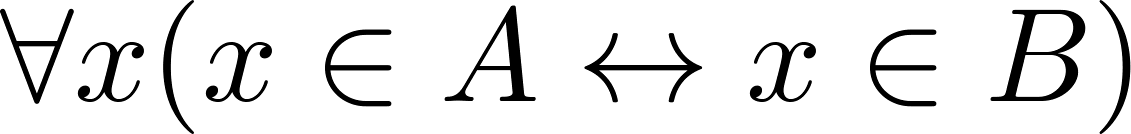 ∀x(x ∈ A ↔ x ∈ B)